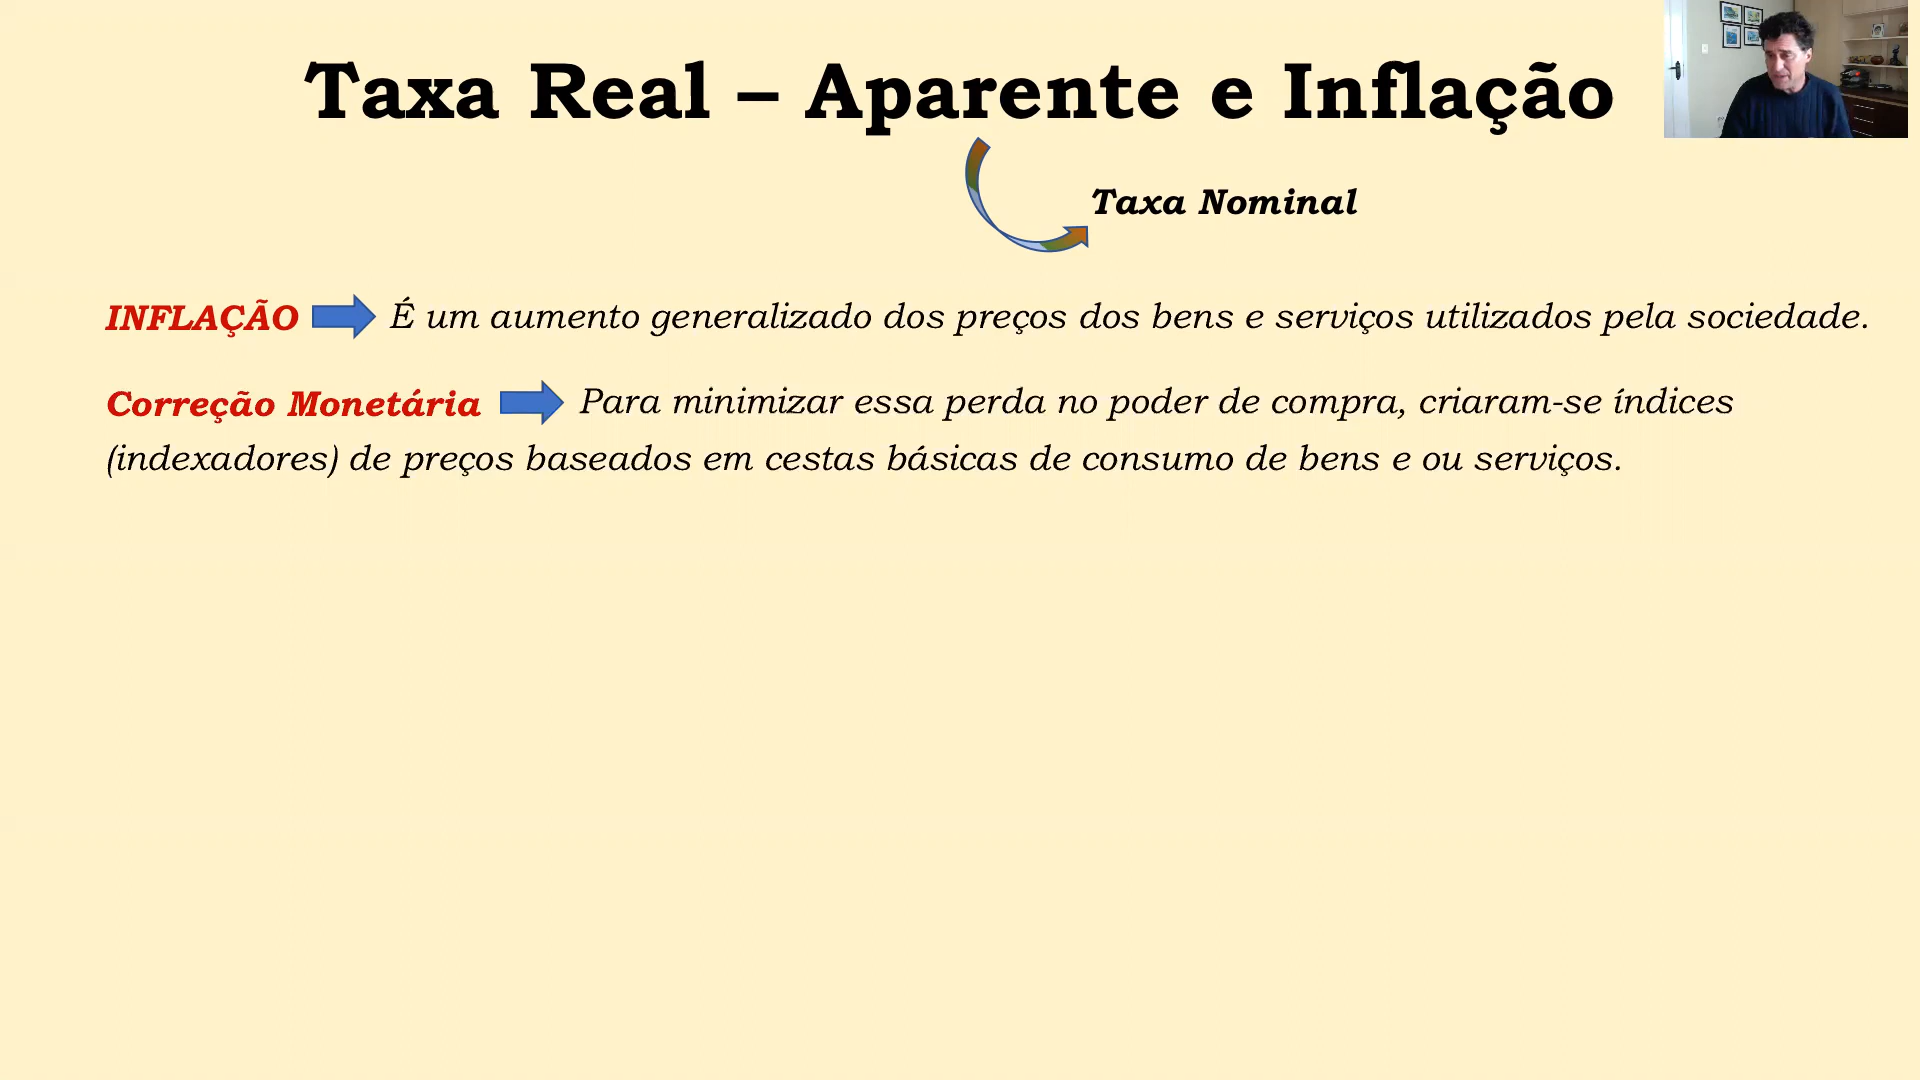 Taxa Real – Aparente e Inflação
Taxa Nominal
INFLAÇÃO É um aumento generalizado dos preços dos bens e serviços utilizados pela sociedade.
Correção Monetária Para minimizar essa perda no poder de compra, criaram-se índices
(indexadores) de preços baseados em cestas básicas de consumo de bens e ou serviços.